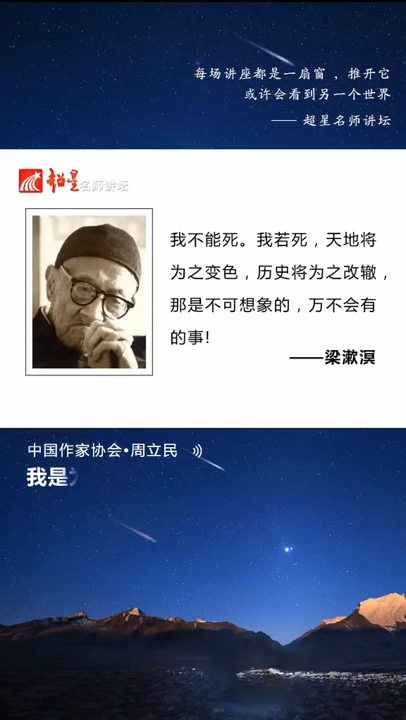 每场讲座都是一扇窗，推开它
或许会看到另一个世界
—— 超星名师讲坛
超星名师讲坛
我不能死。我若死，天地将
为之变色，历史将为之改辙，
那是不可想象的，万不会有
的事!
——梁漱溟
中国作家协会•周立民
我是